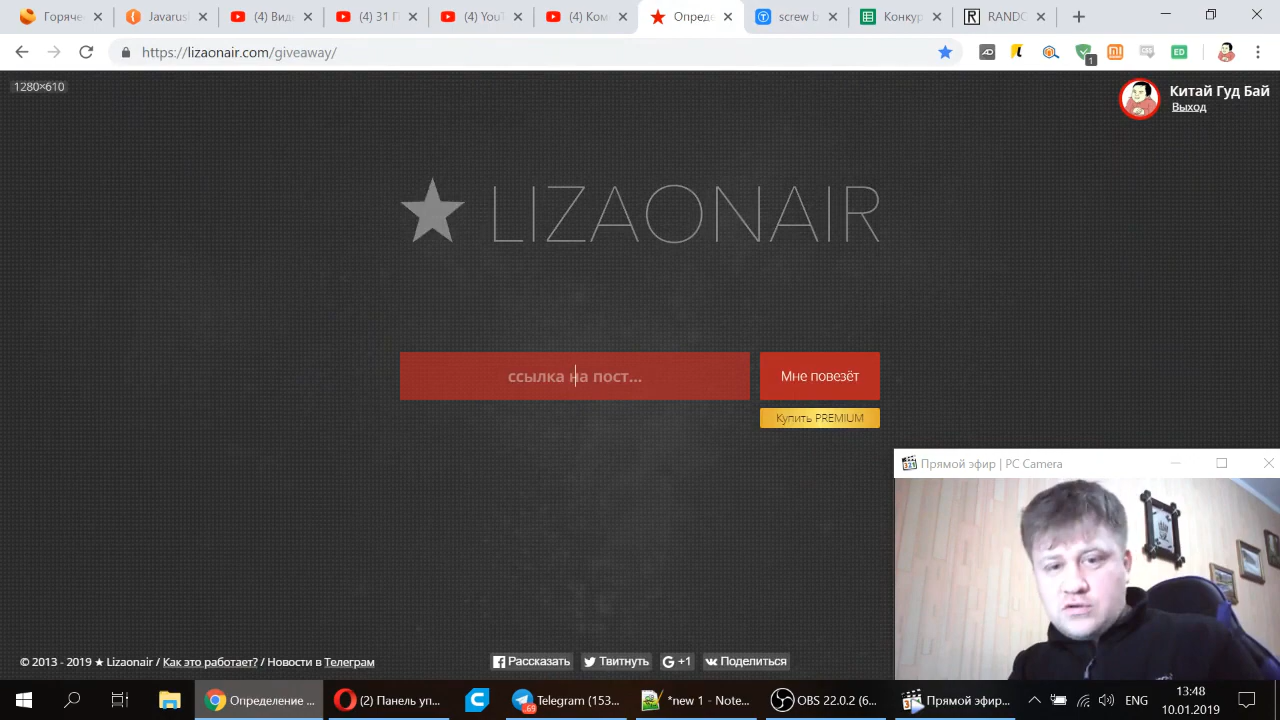 Горяче
Javarus
(4) Вид
(4) 31 П
(4) YouT
(4) Ком
Опреде
screw b
Конкур
RANDO
https://lizaonair.com/giveaway/
1
ED
1280×610
Китай Гуд Бай
Выход
★ LIZAONAIR
ссылка на пост...
Мне повезёт
Купить PREMIUM
Прямой эфир | PC Camera
© 2013 - 2019 ★ Lizaonair / Как это работает? / Новости в Телеграм
Рассказать
Твитнуть
G +1
Поделиться
Определение ...
(2) Панель уп...
Telegram (153...
*new 1 - Note...
OBS 22.0.2 (6...
Прямой эфир...
ENG
13:48
10.01.2019